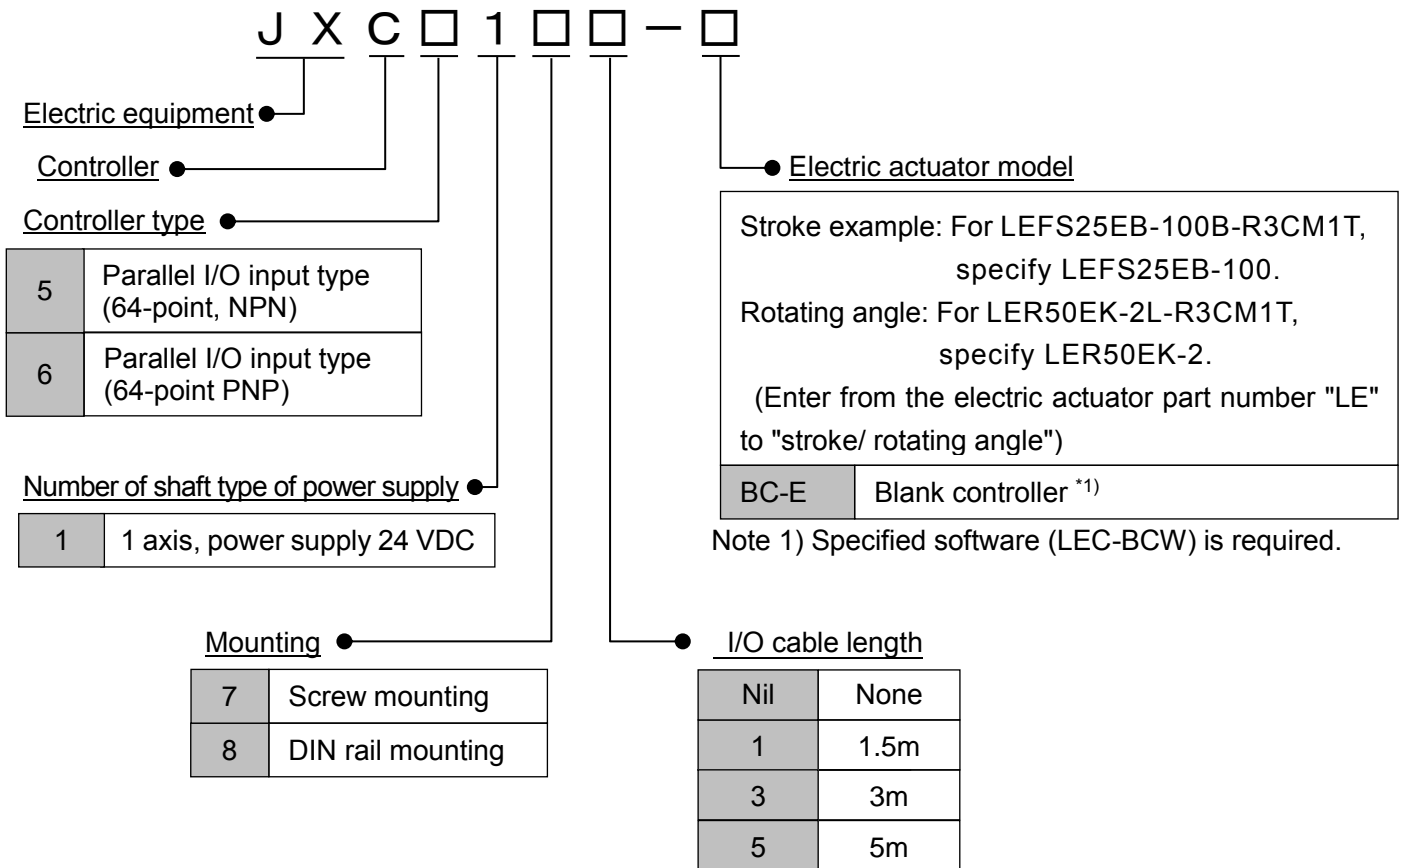 JXC□1□□－□
Electric equipment
Controller
Controller type
5 Parallel I/O input type
(64-point, NPN)
6 Parallel I/O input type
(64-point PNP)
Number of shaft type of power supply
1 1 axis, power supply 24 VDC
Mounting
7 Screw mounting
8 DIN rail mounting
Electric actuator model
Stroke example: For LEFS25EB-100B-R3CM1T,
specify LEFS25EB-100.
Rotating angle: For LER50EK-2L-R3CM1T,
specify LER50EK-2.
(Enter from the electric actuator part number "LE"
to "stroke/ rotating angle")
BC-E Blank controller *1)
Note 1) Specified software (LEC-BCW) is required.
I/O cable length
Nil None
1 1.5m
3 3m
5 5m